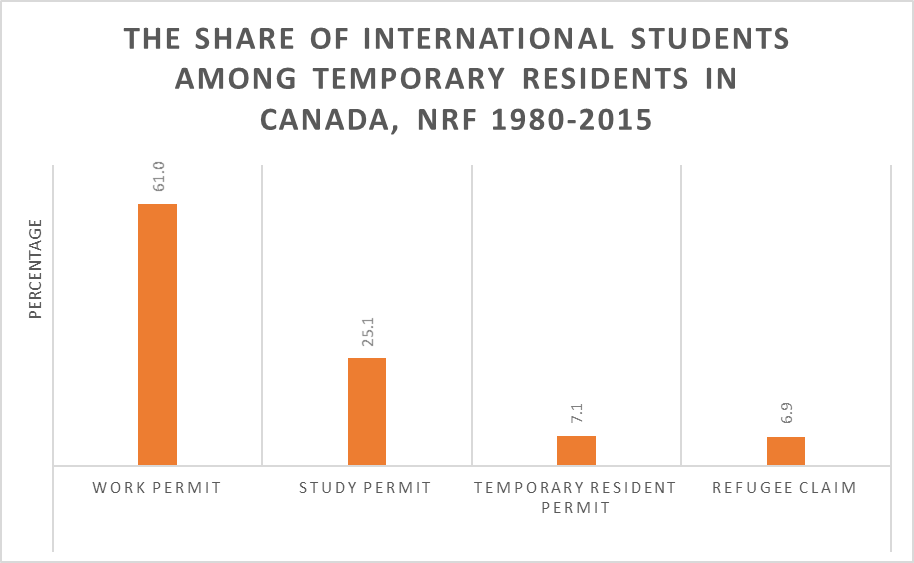 THE SHARE OF INTERNATIONAL STUDENTS
AMONG TEMPORARY RESIDENTS IN
CANADA, NRF 1980-2015
PERCENTAGE
61.0
25.1
7.1
6.9
WORK PERMIT
STUDY PERMIT
TEMPORARY RESIDENT
PERMIT
REFUGEE CLAIM